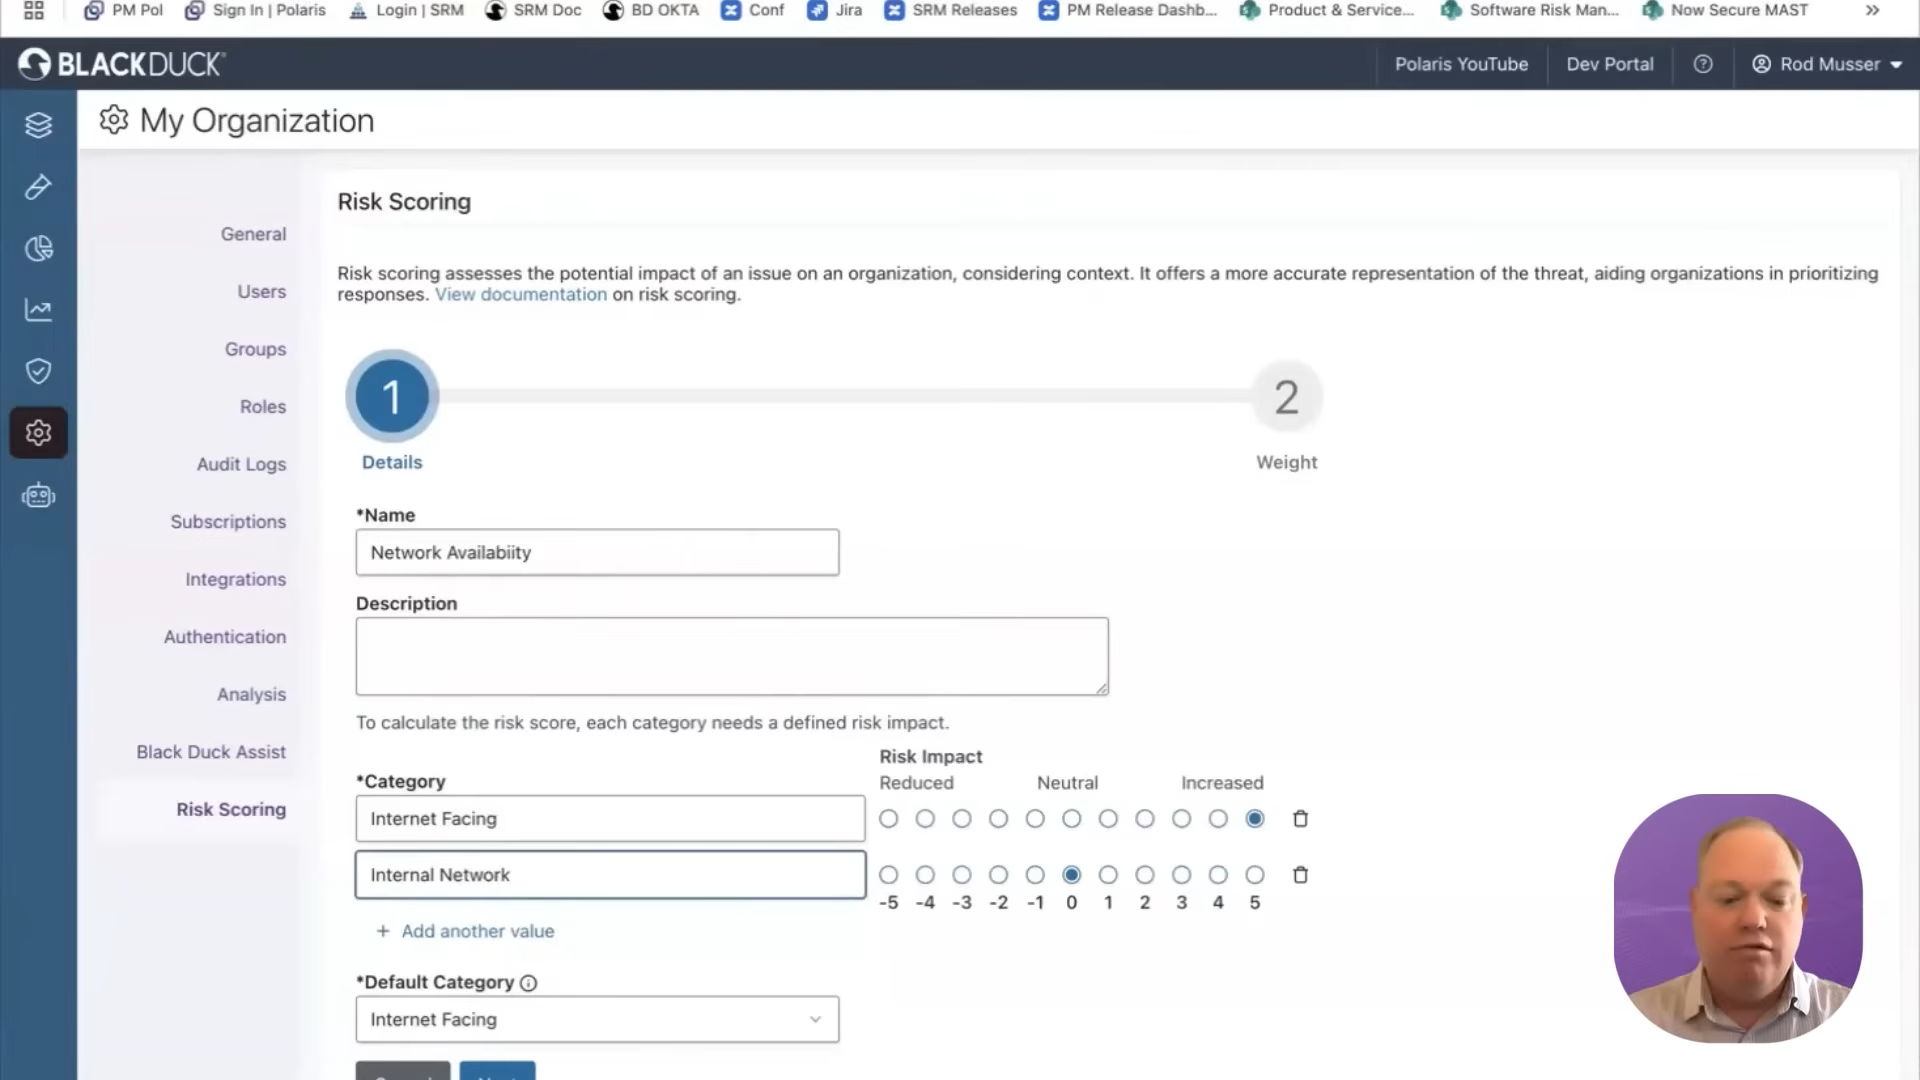 PM Pol
Sign In | Polaris
Login | SRM
SRM Doc
BD OKTA
Conf
Jira
SRM Releases
PM Release Dashb...
Product & Service...
Software Risk Man...
Now Secure MAST
BLACKDUCK
Polaris YouTube
Dev Portal
Rod Musser
My Organization
General
Users
Groups
Roles
Audit Logs
Subscriptions
Integrations
Authentication
Analysis
Black Duck Assist
Risk Scoring
Risk Scoring
Risk scoring assesses the potential impact of an issue on an organization, considering context. It offers a more accurate representation of the threat, aiding organizations in prioritizing
responses. View documentation on risk scoring.
1
2
Details
Weight
*Name
Network Availabiity
Description
To calculate the risk score, each category needs a defined risk impact.
Risk Impact
*Category
Reduced
Neutral
Increased
Internet Facing
Internal Network
-5 -4 -3 -2 -1 0 1 2 3 4 5
+ Add another value
*Default Category
Internet Facing